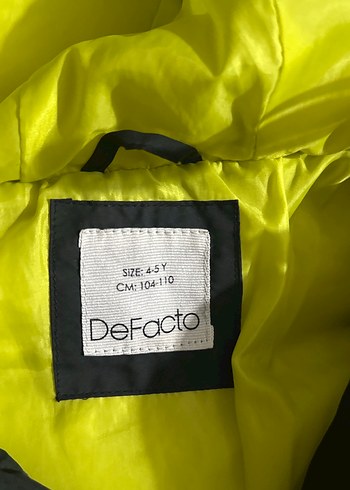 SIZE: 4-5 Y
CM: 104-110
DeFacto